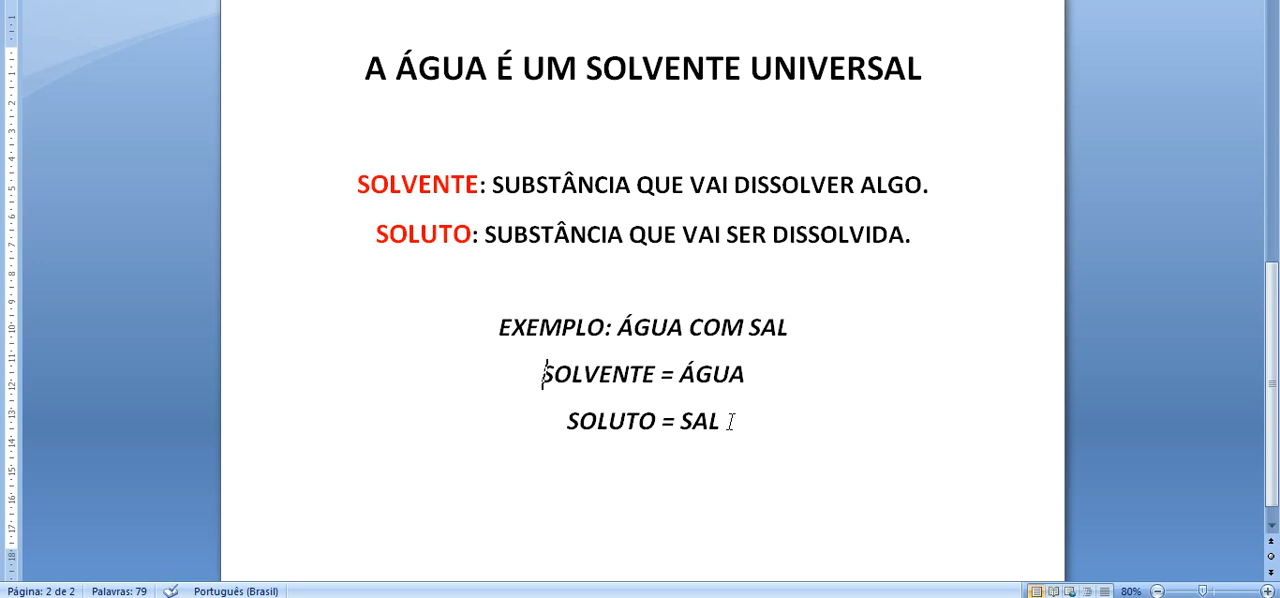 A ÁGUA É UM SOLVENTE UNIVERSAL
SOLVENTE: SUBSTÂNCIA QUE VAI DISSOLVER ALGO.
SOLUTO: SUBSTÂNCIA QUE VAI SER DISSOLVIDA.
EXEMPLO: ÁGUA COM SAL
SOLVENTE = ÁGUA
SOLUTO = SAL
Página: 2 de 2 Palavras: 79 Português (Brasil) 80%